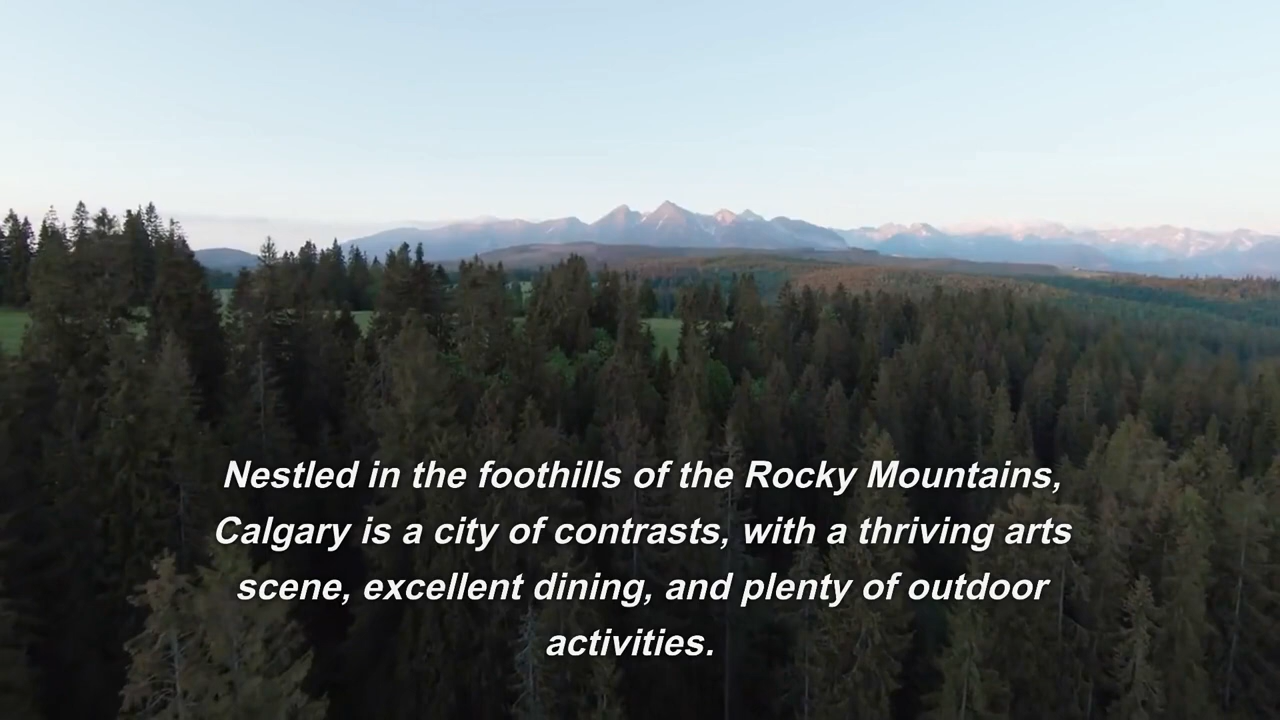 Nestled in the foothills of the Rocky Mountains,
Calgary is a city of contrasts, with a thriving arts
scene, excellent dining, and plenty of outdoor
activities.